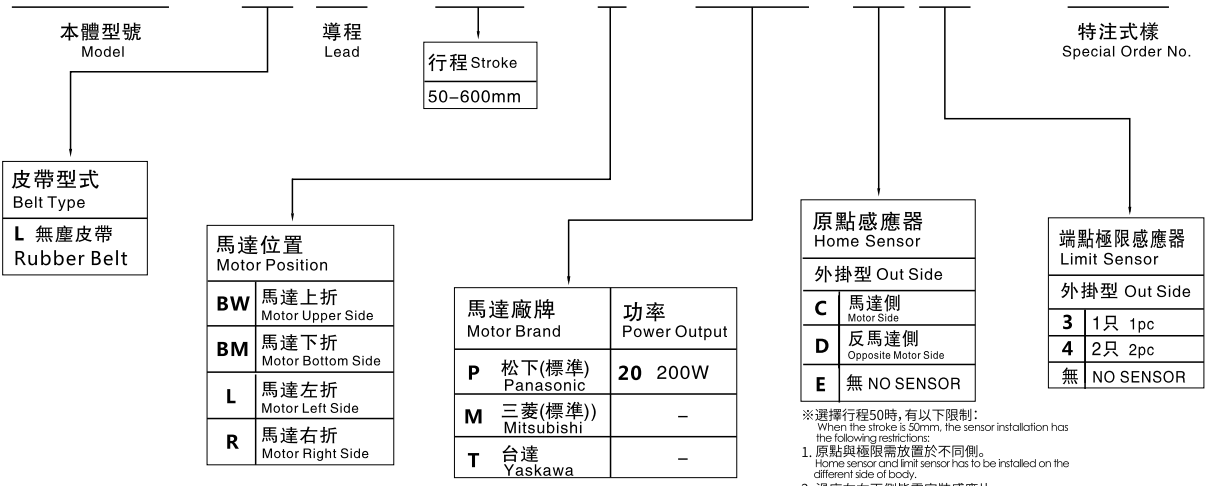 本體型號
Model
導程
Lead
行程 Stroke
50-600mm
特注式樣
Special Order No.
皮帶型式
Belt Type
L 無塵皮帶
Rubber Belt
馬達位置
Motor Position
BW 馬達上折
Motor Upper Side
BM 馬達下折
Motor Bottom Side
L 馬達左折
Motor Left Side
R 馬達右折
Motor Right Side
馬達廠牌 功率
Motor Brand Power Output
P 松下(標準) 20 200W
Panasonic
M 三菱(標準)) –
Mitsubishi
T 台達 –
Yaskawa
原點感應器
Home Sensor
外掛型 Out Side
C 馬達側
Motor Side
D 反馬達側
Opposite Motor Side
E 無 NO SENSOR
端點極限感應器
Limit Sensor
外掛型 Out Side
3 1只 1pc
4 2只 2pc
無 NO SENSOR
※選擇行程50時,有以下限制:
When the stroke is 50mm, the sensor installation has
the following restrictions:
1. 原點與極限需放置於不同側。
Home sensor and limit sensor has to be installed on the
different side of body.